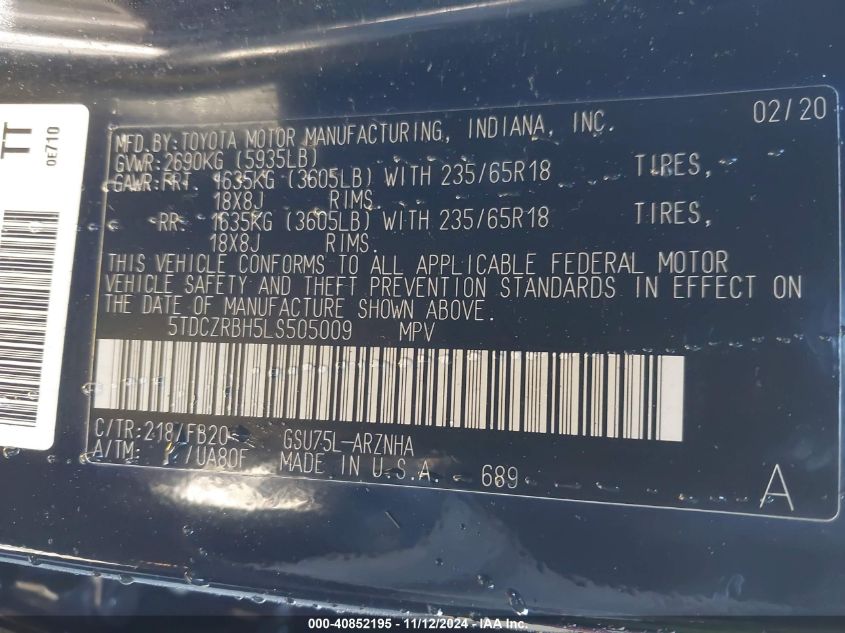 TT
0E710
02/20
MFD.BY:TOYOTA MOTOR MANUFACTURING, INDIANA, INC.
GVWR:2690KG (5935LB)
GAWR:FRT. 1635KG (3605LB) WITH 235/65R18 TIRES,
18X8J RIMS.
RR: 1635KG (3605LB) WITH 235/65R18 TIRES,
18X8J RIMS.
THIS VEHICLE CONFORMS TO ALL APPLICABLE FEDERAL MOTOR
VEHICLE SAFETY AND THEFT PREVENTION STANDARDS IN EFFECT ON
THE DATE OF MANUFACTURE SHOWN ABOVE.
5TDCZRBH5LS505009 MPV
C/TR:218/FB20 GSU75L-ARZNHA
A/TM: /UA80F MADE IN U.S.A. 689
A
000-40852195 - 11/12/2024 - IAA Inc.